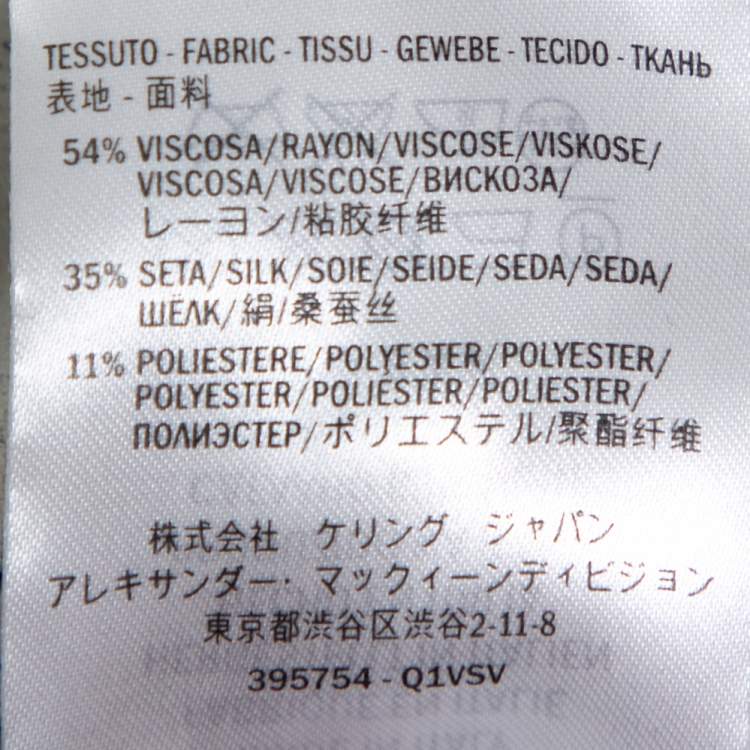 TESSUTO - FABRIC - TISSU - GEWEBE - TECIDO - ТКАНЬ
表地 - 面料
54% VISCOSA/RAYON/VISCOSE/VISKOSE/
VISCOSA/VISCOSE/ВИСКОЗА/
レーヨン/粘胶纤维
35% SETA/SILK/SOIE/SEIDE/SEDA/SEDA/
ШЁЛК/絹/桑蚕丝
11% POLIESTERE/POLYESTER/POLYESTER/
POLYESTER/POLIÉSTER/POLIESTER/
ПОЛИЭСТЕР/ポリエステル/聚酯纤维
株式会社 ケリング ジャパン
アレキサンダー・マックィーンディビジョン
東京都渋谷区渋谷2-11-8
395754 - Q1VSV